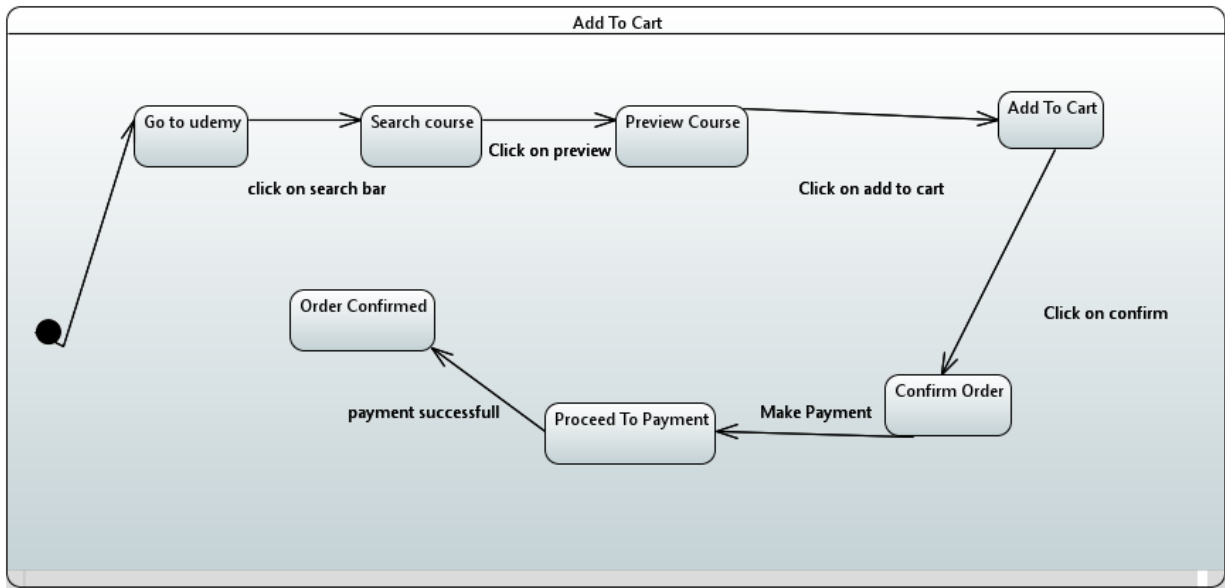 Add To Cart
Go to udemy
Search course
Preview Course
Add To Cart
Click on preview
click on search bar
Click on add to cart
Order Confirmed
Click on confirm
Confirm Order
payment successfull
Proceed To Payment
Make Payment